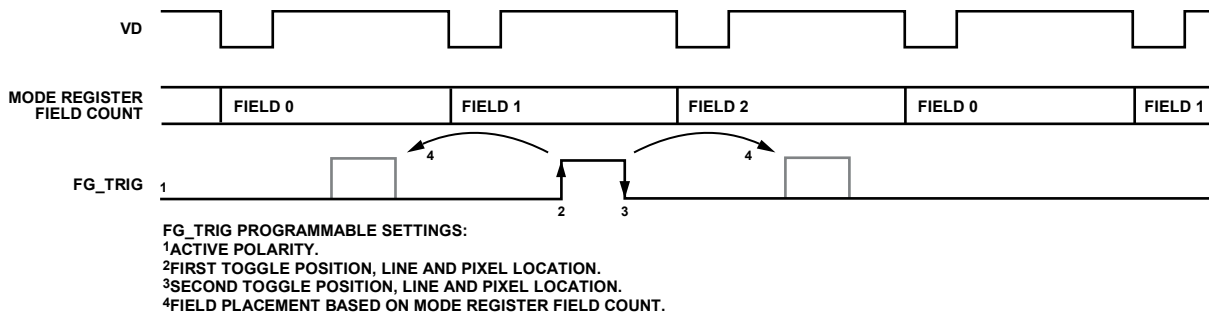 VD
MODE REGISTER
FIELD COUNT
FIELD 0
FIELD 1
FIELD 2
FIELD 0
FIELD 1
4
4
FG_TRIG
1
2
3
FG_TRIG PROGRAMMABLE SETTINGS:
1ACTIVE POLARITY.
2FIRST TOGGLE POSITION, LINE AND PIXEL LOCATION.
3SECOND TOGGLE POSITION, LINE AND PIXEL LOCATION.
4FIELD PLACEMENT BASED ON MODE REGISTER FIELD COUNT.